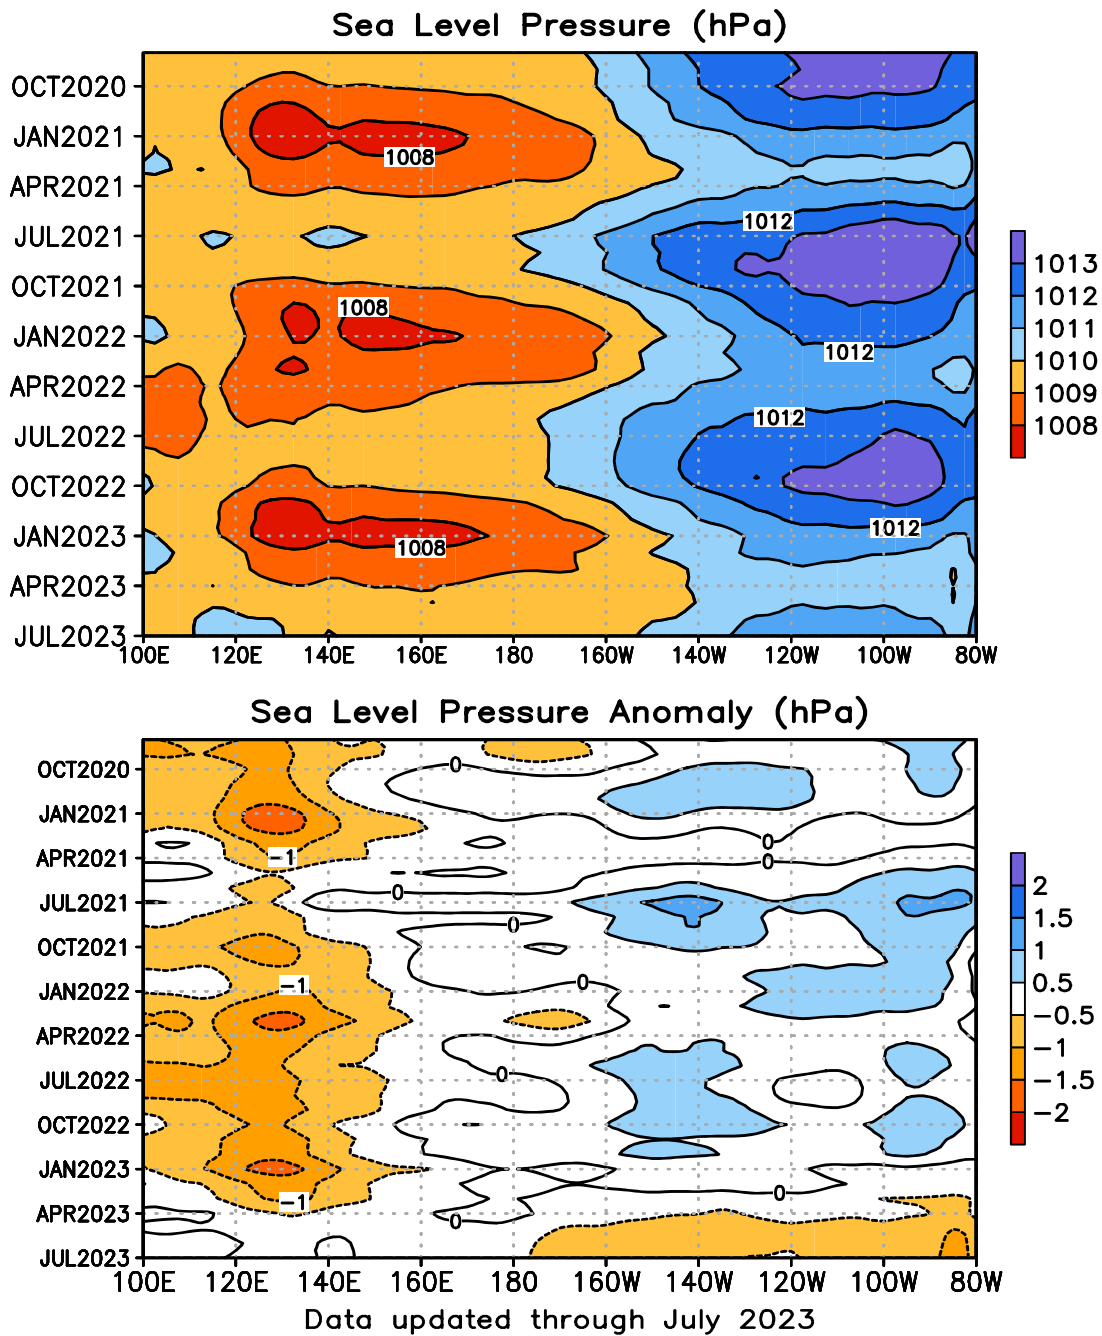 Sea Level Pressure (hPa)
OCT2020
JAN2021
1008
APR2021
JUL2021
1012
OCT2021
1013
1012
1011
1010
1009
1008
1008
JAN2022
1012
APR2022
JUL2022
1012
OCT2022
JAN2023
1012
1008
APR2023
JUL2023
100E 120E 140E 160E 180 160W 140W 120W 100W 80W
Sea Level Pressure Anomaly (hPa)
OCT2020
0
JAN2021
0
APR2021
-1
0
JUL2021
0
0
OCT2021
2
1.5
1
0.5
-0.5
-1
-1.5
-2
JAN2022
-1
0
APR2022
JUL2022
0
OCT2022
JAN2023
-1
0
APR2023
0
JUL2023
100E 120E 140E 160E 180 160W 140W 120W 100W 80W
Data updated through July 2023